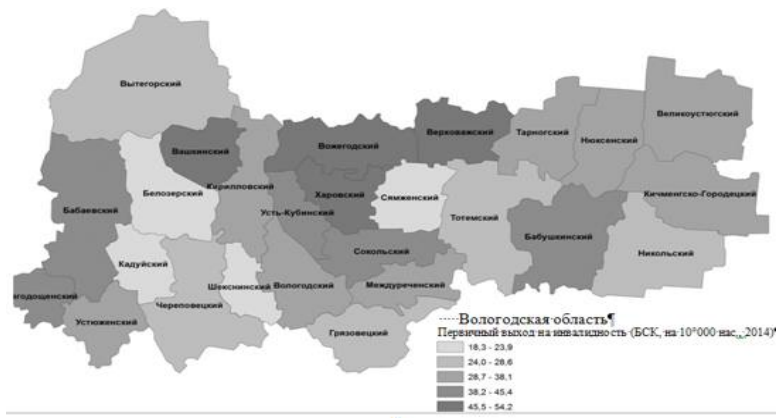 Вытегорский
Великоустюгский
Верховажский
Тарногский
Вожегодский
Нюксенский
Вашкинский
Кирилловский
Харовский
Белозерский
Сямженский
Кичменгско-Городецкий
Бабаевский
Усть-Кубинский
Тотемский
Бабушкинский
Никольский
Сокольский
Кадуйский
Шекснинский
Вологодский
Междуреченский
агодощенский
Череповецкий
Устюженский
Грязовецкий
Вологодская область¶
Первичный выход на инвалидность (БСК, на 10°000 нас., 2014)¶
18,3 - 23,9
24,0 - 28,6
28,7 - 38,1
38,2 - 45,4
45,5 - 54,2